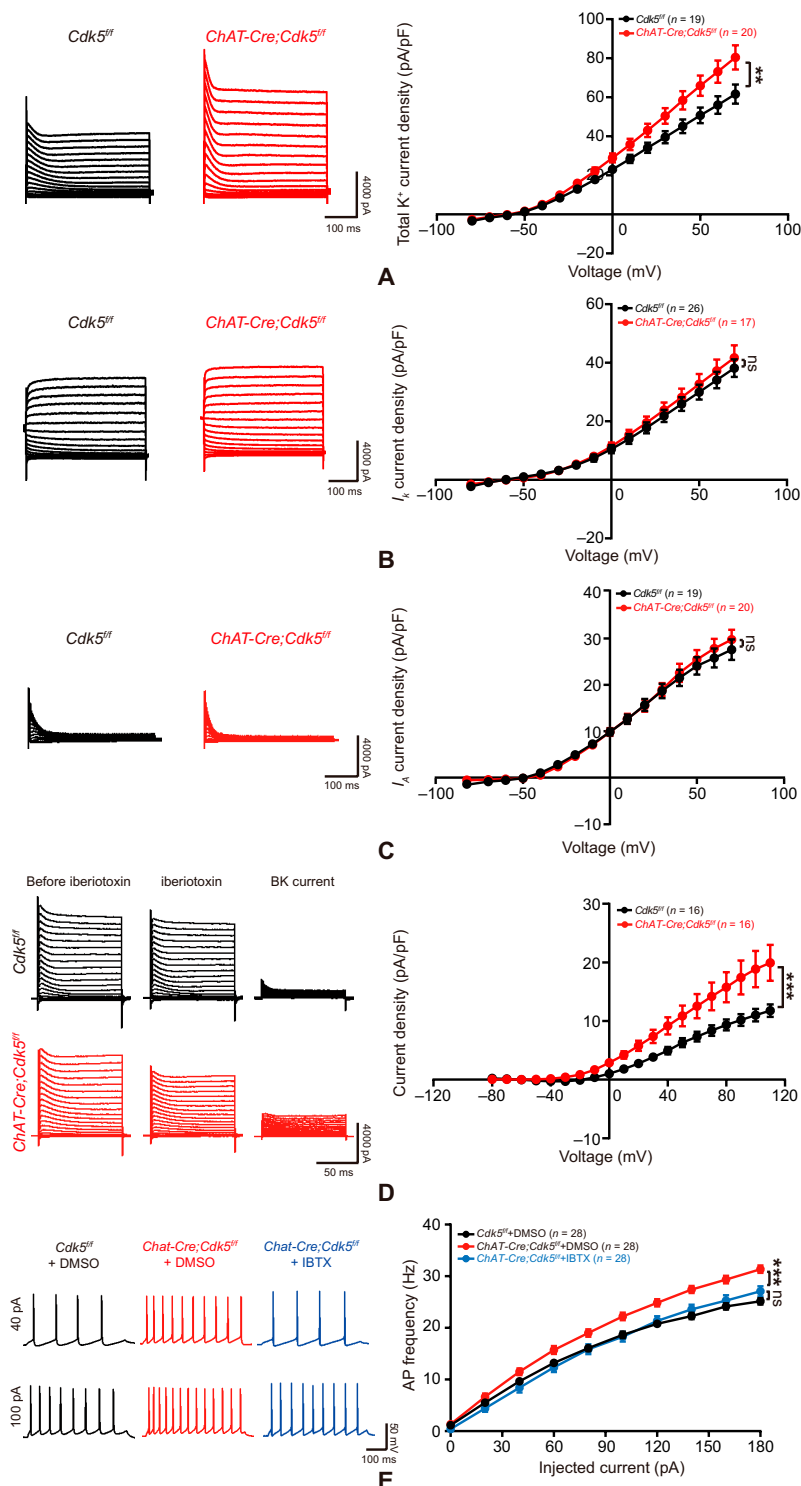 Cdk5f/f
ChAT-Cre;Cdk5f/f
4000 pA
100 ms
Total K+ current density (pA/pF)
100
80
60
40
20
–20
–100 –50 0 50 100
Voltage (mV)
Cdk5f/f (n = 19)
ChAT-Cre;Cdk5f/f (n = 20)
**
A
Cdk5f/f
ChAT-Cre;Cdk5f/f
4000 pA
100 ms
Ik current density (pA/pF)
60
40
20
–20
–100 –50 0 50 100
Voltage (mV)
Cdk5f/f (n = 26)
ChAT-Cre;Cdk5f/f (n = 17)
ns
B
Cdk5f/f
ChAT-Cre;Cdk5f/f
4000 pA
100 ms
IA current density (pA/pF)
40
30
20
10
–10
–100 –50 0 50 100
Voltage (mV)
Cdk5f/f (n = 19)
ChAT-Cre;Cdk5f/f (n = 20)
ns
C
Before iberiotoxin
iberiotoxin
BK current
Cdk5f/f
ChAT-Cre;Cdk5f/f
4000 pA
50 ms
Current density (pA/pF)
30
20
10
–10
–120 –80 –40 0 40 80 120
Voltage (mV)
Cdk5f/f (n = 16)
ChAT-Cre;Cdk5f/f (n = 16)
***
D
Cdk5f/f
+ DMSO
Chat-Cre;Cdk5f/f
+ DMSO
Chat-Cre;Cdk5f/f
+ IBTX
40 pA
100 pA
50 mV
100 ms
AP frequency (Hz)
40
30
20
10
0
0 30 60 90 120 150 180
Injected current (pA)
Cdk5f/f+DMSO (n = 28)
ChAT-Cre;Cdk5f/f+DMSO (n = 28)
ChAT-Cre;Cdk5f/f+IBTX (n = 28)
***
ns